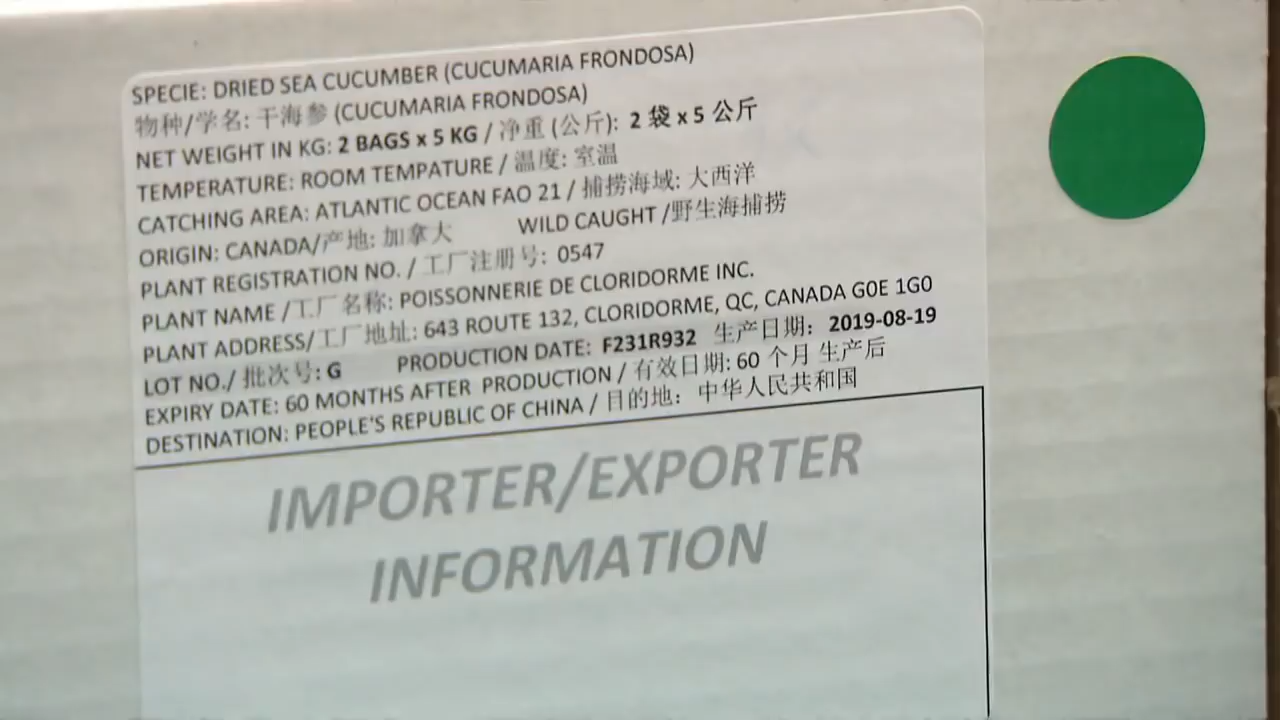 SPECIE: DRIED SEA CUCUMBER (CUCUMARIA FRONDOSA)
物种/学名: 干海参 (CUCUMARIA FRONDOSA)
NET WEIGHT IN KG: 2 BAGS x 5 KG / 净重 (公斤): 2 袋 x 5 公斤
TEMPERATURE: ROOM TEMPATURE / 温度: 室温
CATCHING AREA: ATLANTIC OCEAN FAO 21 / 捕捞海域: 大西洋
ORIGIN: CANADA/产地: 加拿大 WILD CAUGHT /野生海捕捞
PLANT REGISTRATION NO. / 工厂注册号: 0547
PLANT NAME /工厂名称: POISSONNERIE DE CLORIDORME INC.
PLANT ADDRESS/工厂地址: 643 ROUTE 132, CLORIDORME, QC, CANADA G0E 1G0
LOT NO./ 批次号: G PRODUCTION DATE: F231R932 生产日期: 2019-08-19
EXPIRY DATE: 60 MONTHS AFTER PRODUCTION / 有效日期: 60 个月 生产后
DESTINATION: PEOPLE'S REPUBLIC OF CHINA / 目的地: 中华人民共和国
IMPORTER/EXPORTER
INFORMATION